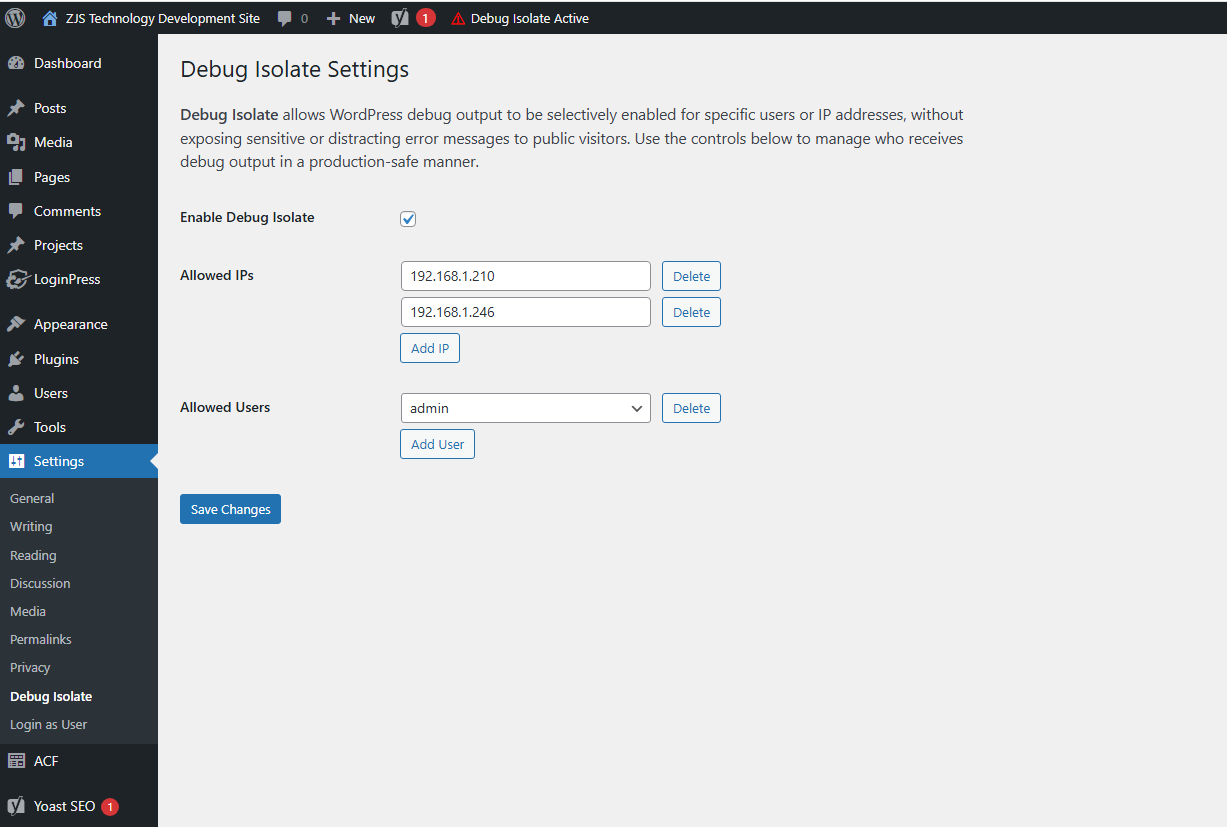 ZJS Technology Development Site 0 New 1 Debug Isolate Active
Dashboard
Posts
Media
Pages
Comments
Projects
LoginPress
Appearance
Plugins
Users
Tools
Settings
General
Writing
Reading
Discussion
Media
Permalinks
Privacy
Debug Isolate
Login as User
ACF
Yoast SEO 1
Debug Isolate Settings
Debug Isolate allows WordPress debug output to be selectively enabled for specific users or IP addresses, without
exposing sensitive or distracting error messages to public visitors. Use the controls below to manage who receives
debug output in a production-safe manner.
Enable Debug Isolate
Allowed IPs
192.168.1.210 Delete
192.168.1.246 Delete
Add IP
Allowed Users
admin Delete
Add User
Save Changes